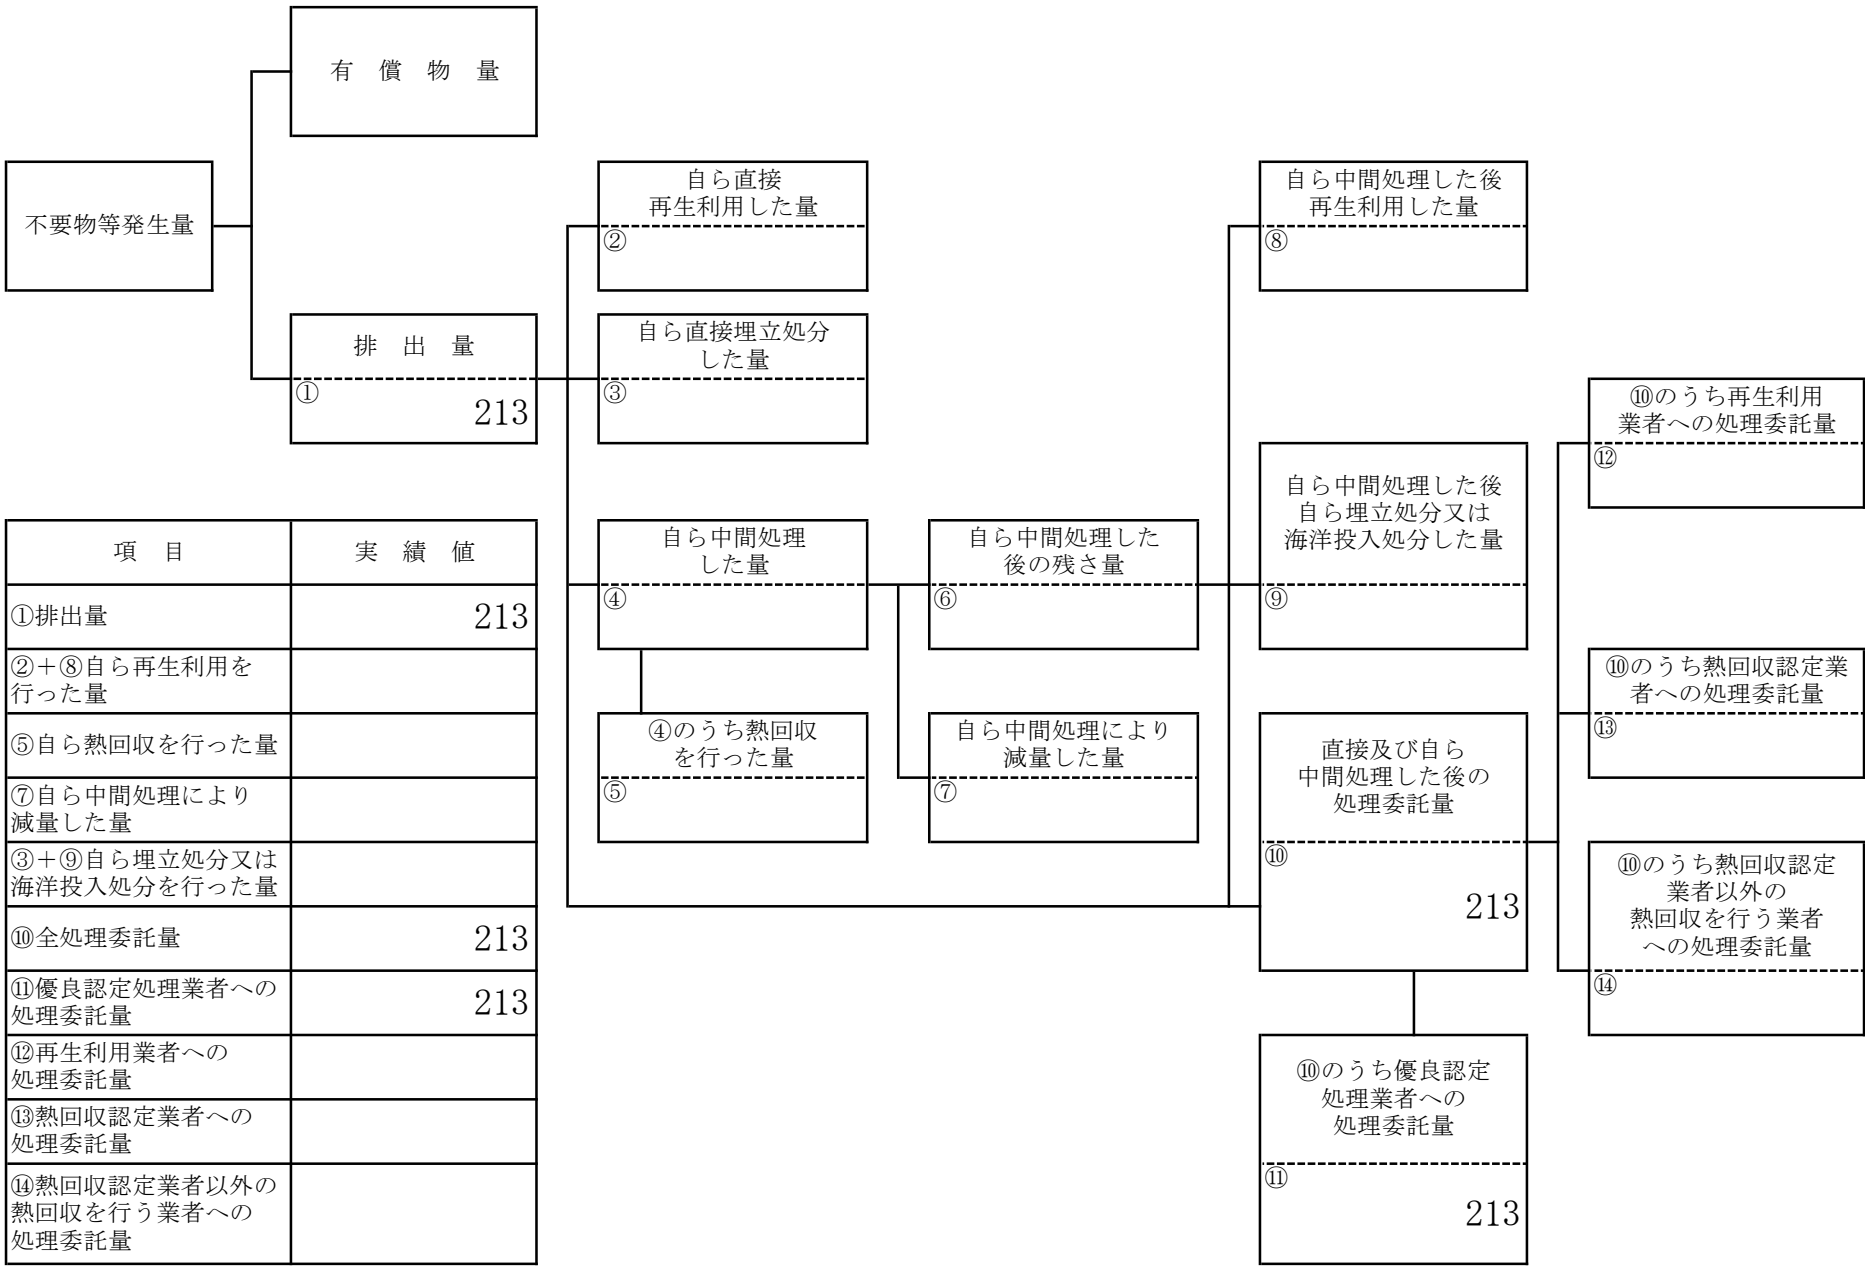 有　償　物　量
不要物等発生量
排　出　量
①
213
自ら直接
再生利用した量
②
自ら直接埋立処分
した量
③
自ら中間処理
した量
④
④のうち熱回収
を行った量
⑤
自ら中間処理した
後の残さ量
⑥
自ら中間処理により
減量した量
⑦
自ら中間処理した後
再生利用した量
⑧
自ら中間処理した後
自ら埋立処分又は
海洋投入処分した量
⑨
直接及び自ら
中間処理した後の
処理委託量
⑩
213
⑩のうち優良認定
処理業者への
処理委託量
⑪
213
⑩のうち再生利用
業者への処理委託量
⑫
⑩のうち熱回収認定業
者への処理委託量
⑬
⑩のうち熱回収認定
業者以外の
熱回収を行う業者
への処理委託量
⑭
項　目　実　績　値
①排出量　213
②＋⑧自ら再生利用を
行った量
⑤自ら熱回収を行った量
⑦自ら中間処理により
減量した量
③＋⑨自ら埋立処分又は
海洋投入処分を行った量
⑩全処理委託量　213
⑪優良認定処理業者への
処理委託量　213
⑫再生利用業者への
処理委託量
⑬熱回収認定業者への
処理委託量
⑭熱回収認定業者以外の
熱回収を行う業者への
処理委託量